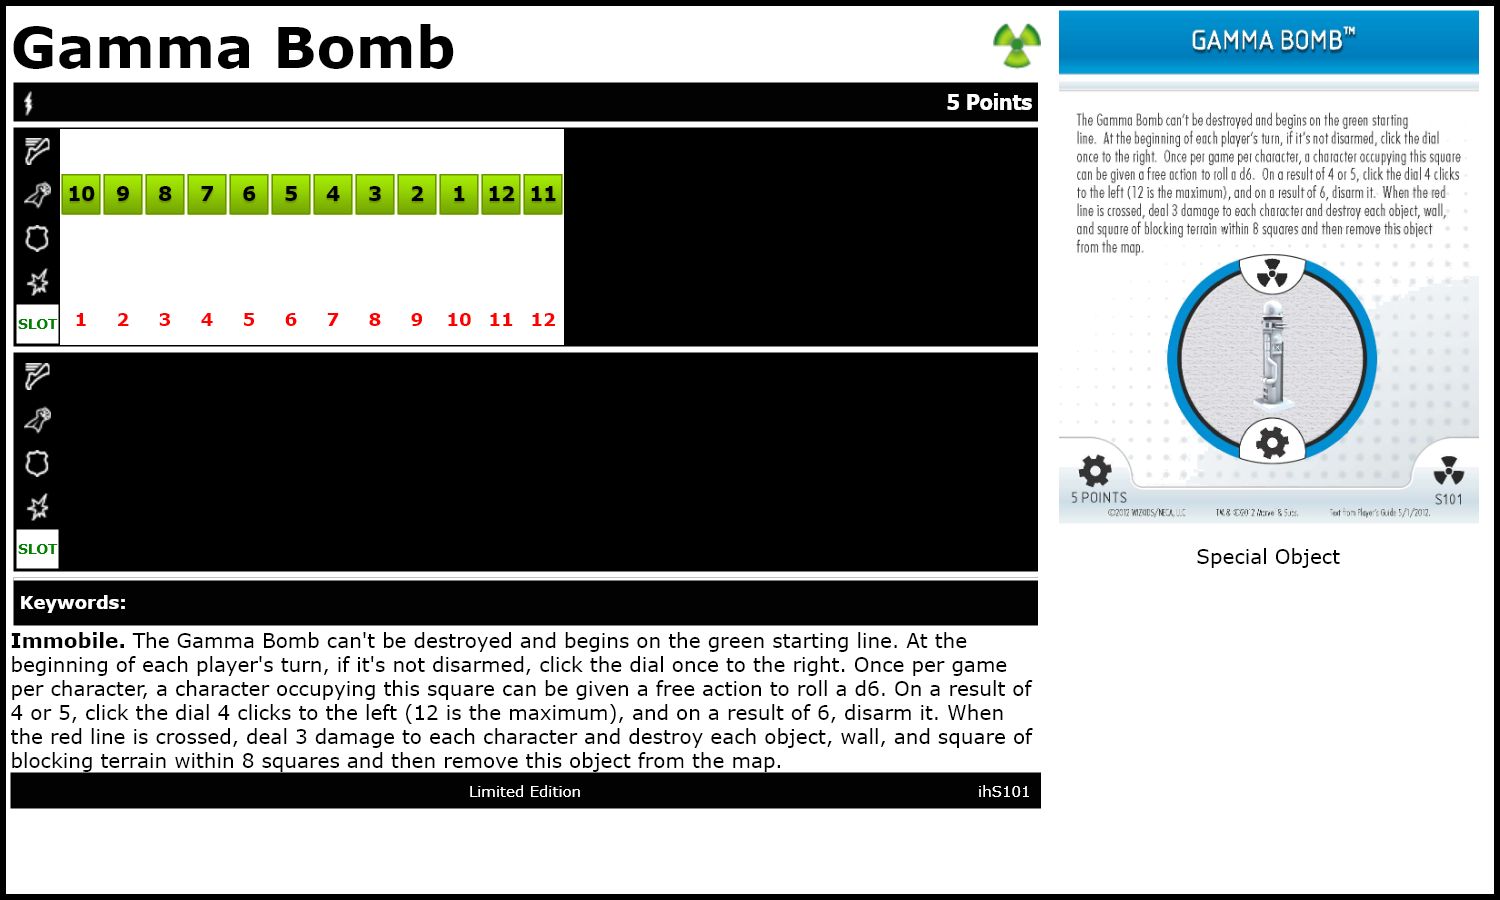 Gamma Bomb
5 Points
10 9 8 7 6 5 4 3 2 1 12 11
SLOT 1 2 3 4 5 6 7 8 9 10 11 12
SLOT
Keywords:
Immobile. The Gamma Bomb can't be destroyed and begins on the green starting line. At the
beginning of each player's turn, if it's not disarmed, click the dial once to the right. Once per game
per character, a character occupying this square can be given a free action to roll a d6. On a result of
4 or 5, click the dial 4 clicks to the left (12 is the maximum), and on a result of 6, disarm it. When
the red line is crossed, deal 3 damage to each character and destroy each object, wall, and square of
blocking terrain within 8 squares and then remove this object from the map.
Limited Edition ihS101
GAMMA BOMB™
The Gamma Bomb can't be destroyed and begins on the green starting
line. At the beginning of each player's turn, if it's not disarmed, click the dial
once to the right. Once per game per character, a character occupying this square
can be given a free action to roll a d6. On a result of 4 or 5, click the dial 4 clicks
to the left (12 is the maximum), and on a result of 6, disarm it. When the red
line is crossed, deal 3 damage to each character and destroy each object, wall,
and square of blocking terrain within 8 squares and then remove this object
from the map.
5 POINTS S101
©2012 WIZKIDS/NECA, LLC TM & ©2012 Marvel & Subs. Text from Player's Guide 5/1/2012.
Special Object